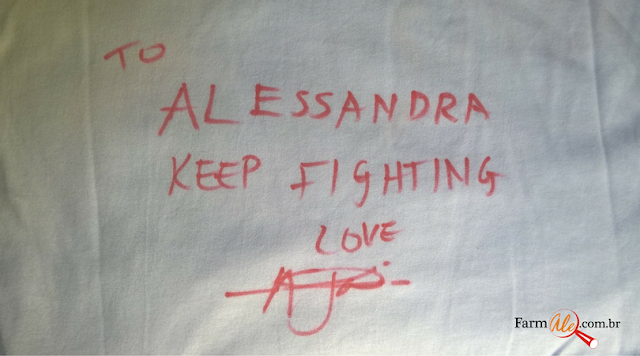 TO
ALESSANDRA
KEEP FIGHTING
LOVE
FarmAle.com.br